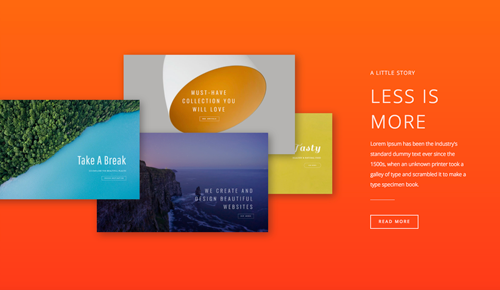 A LITTLE STORY
LESS IS
MORE
Lorem Ipsum has been the industry's
standard dummy text ever since the
1500s, when an unknown printer took a
galley of type and scrambled it to make a
type specimen book.
READ MORE
MUST-HAVE
COLLECTION YOU
WILL LOVE
Take A Break
Tasty
WE CREATE AND
DESIGN BEAUTIFUL
WEBSITES